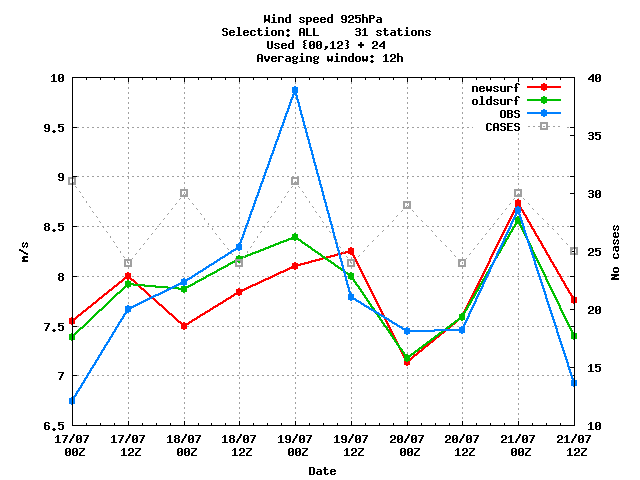 Wind speed 925hPa
Selection: ALL 31 stations
Used {00,12} + 24
Averaging window: 12h
newsurf
oldsurf
OBS
CASES
m/s
10
9.5
9
8.5
8
7.5
7
6.5
40
35
30
25
20
15
10
No cases
17/07 17/07 18/07 18/07 19/07 19/07 20/07 20/07 21/07 21/07
00Z 12Z 00Z 12Z 00Z 12Z 00Z 12Z 00Z 12Z
Date